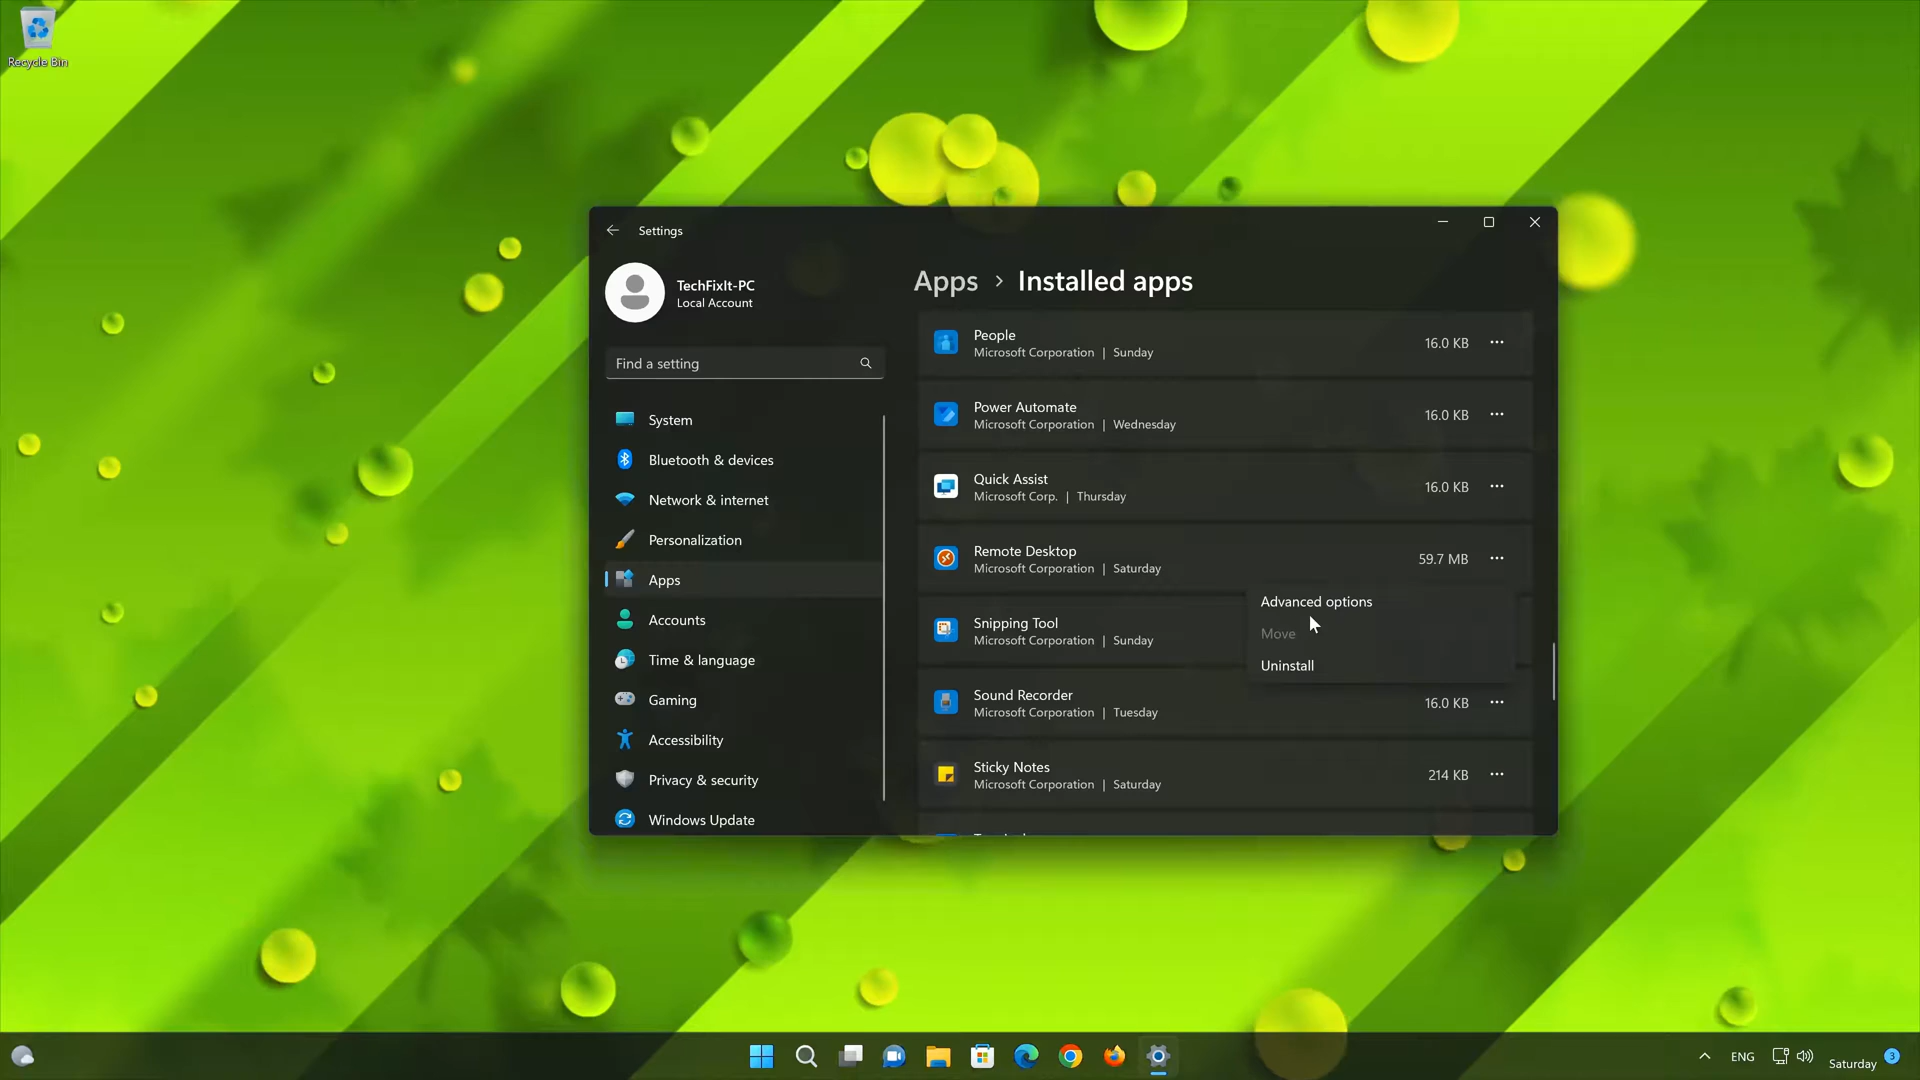 Recycle Bin
Settings
TechFixIt-PC
Local Account
Find a setting
System
Bluetooth & devices
Network & internet
Personalization
Apps
Accounts
Time & language
Gaming
Accessibility
Privacy & security
Windows Update
Apps > Installed apps
People
Microsoft Corporation | Sunday
16.0 KB
Power Automate
Microsoft Corporation | Wednesday
16.0 KB
Quick Assist
Microsoft Corp. | Thursday
16.0 KB
Remote Desktop
Microsoft Corporation | Saturday
59.7 MB
Advanced options
Move
Uninstall
Snipping Tool
Microsoft Corporation | Sunday
Sound Recorder
Microsoft Corporation | Tuesday
16.0 KB
Sticky Notes
Microsoft Corporation | Saturday
214 KB
ENG
Saturday
3